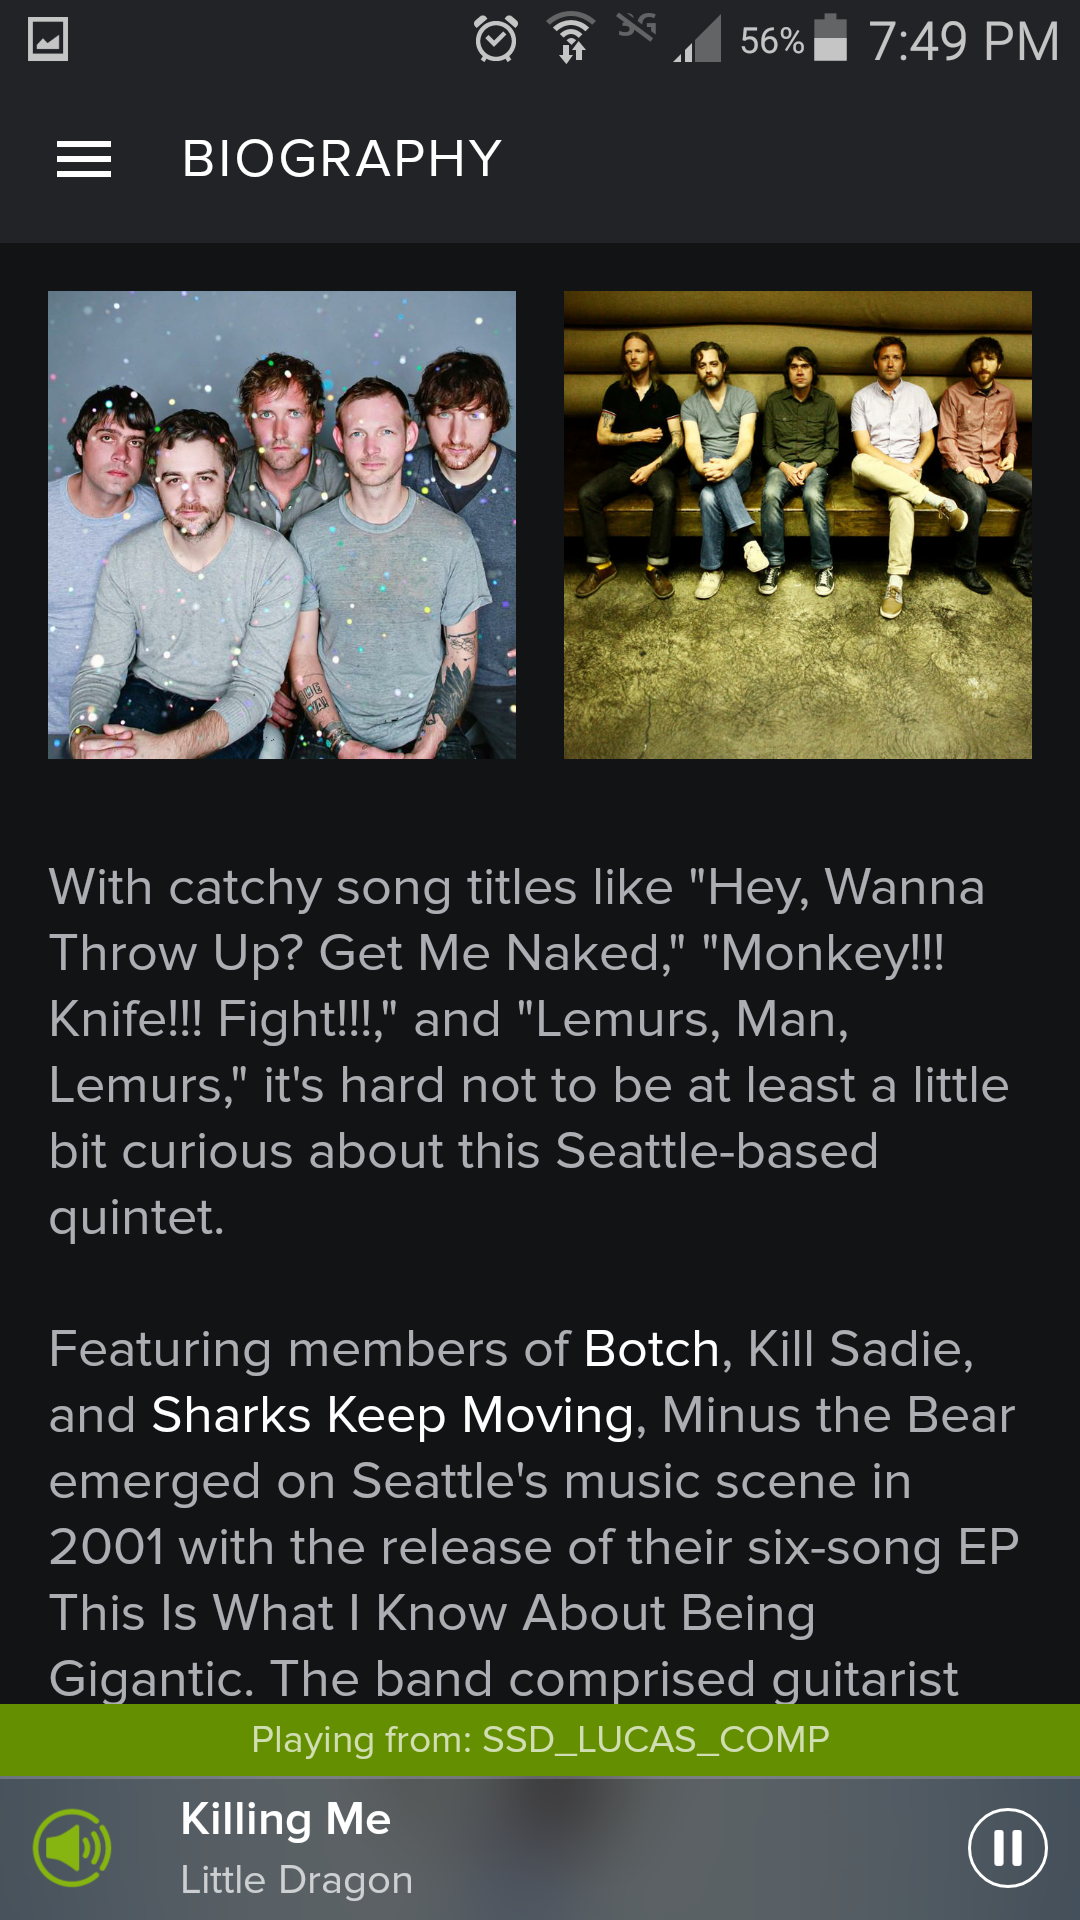 3G 56% 7:49 PM
BIOGRAPHY
With catchy song titles like "Hey, Wanna
Throw Up? Get Me Naked," "Monkey!!!
Knife!!! Fight!!!," and "Lemurs, Man,
Lemurs," it's hard not to be at least a little
bit curious about this Seattle-based
quintet.
Featuring members of Botch, Kill Sadie,
and Sharks Keep Moving, Minus the Bear
emerged on Seattle's music scene in
2001 with the release of their six-song EP
This Is What I Know About Being
Gigantic. The band comprised guitarist
Playing from: SSD_LUCAS_COMP
Killing Me
Little Dragon